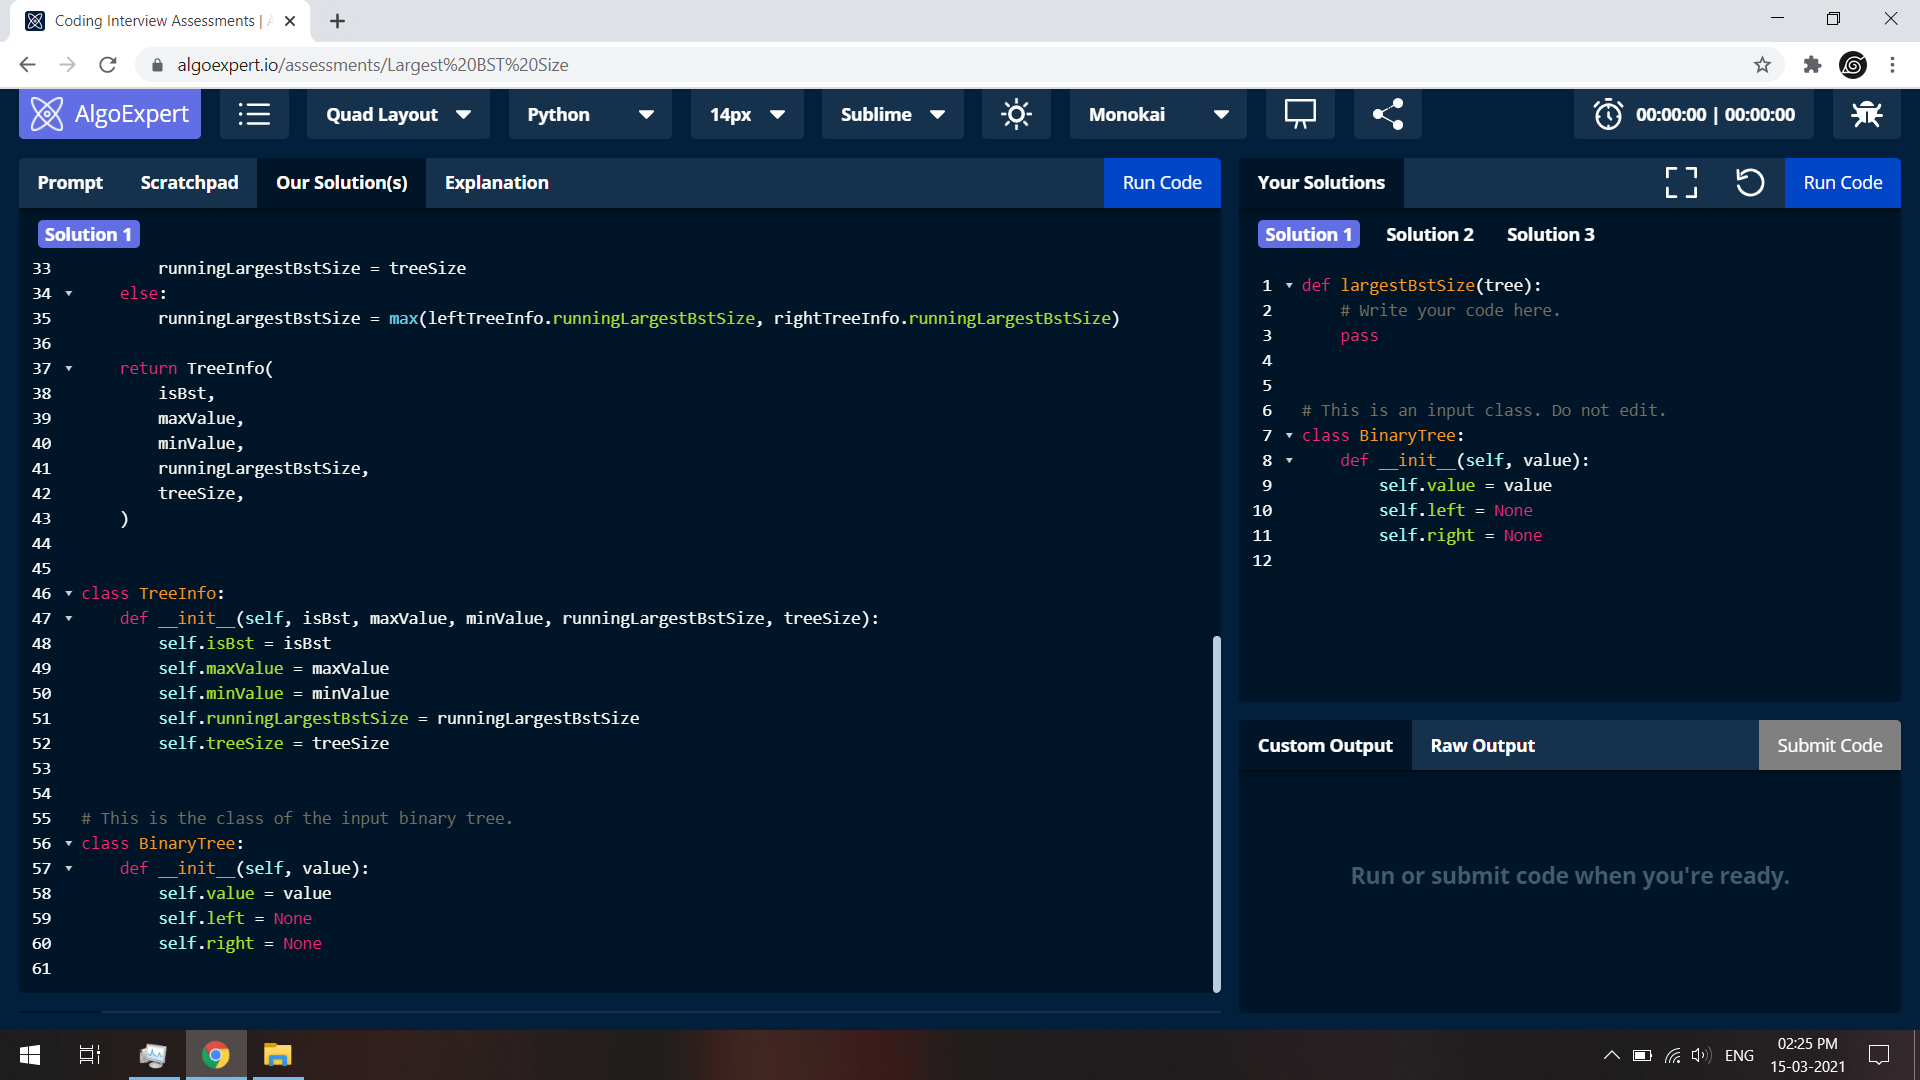 Coding Interview Assessments |
algoexpert.io/assessments/Largest%20BST%20Size
AlgoExpert
Quad Layout
Python
14px
Sublime
Monokai
00:00:00 | 00:00:00
Prompt
Scratchpad
Our Solution(s)
Explanation
Run Code
Solution 1
33 runningLargestBstSize = treeSize
34 else:
35 runningLargestBstSize = max(leftTreeInfo.runningLargestBstSize, rightTreeInfo.runningLargestBstSize)
36
37 return TreeInfo(
38 isBst,
39 maxValue,
40 minValue,
41 runningLargestBstSize,
42 treeSize,
43 )
44
45
46 class TreeInfo:
47 def __init__(self, isBst, maxValue, minValue, runningLargestBstSize, treeSize):
48 self.isBst = isBst
49 self.maxValue = maxValue
50 self.minValue = minValue
51 self.runningLargestBstSize = runningLargestBstSize
52 self.treeSize = treeSize
53
54
55 # This is the class of the input binary tree.
56 class BinaryTree:
57 def __init__(self, value):
58 self.value = value
59 self.left = None
60 self.right = None
61
Your Solutions
Run Code
Solution 1
Solution 2
Solution 3
1 def largestBstSize(tree):
2 # Write your code here.
3 pass
4
5
6 # This is an input class. Do not edit.
7 class BinaryTree:
8 def __init__(self, value):
9 self.value = value
10 self.left = None
11 self.right = None
12
Custom Output
Raw Output
Submit Code
Run or submit code when you're ready.
ENG
02:25 PM
15-03-2021